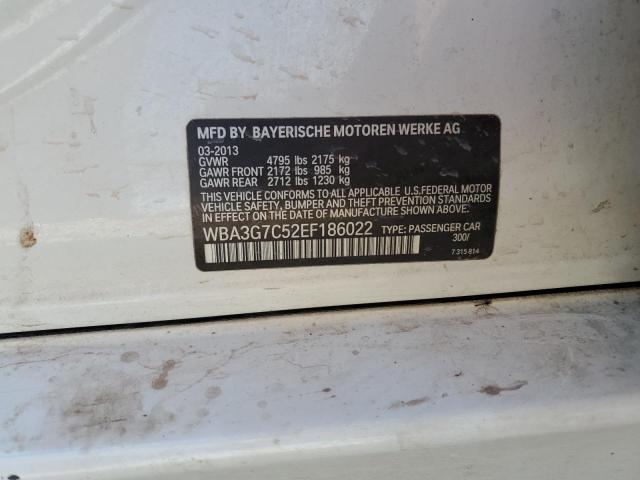 MFD BY BAYERISCHE MOTOREN WERKE AG
03-2013
GVWR 4795 lbs 2175 kg
GAWR FRONT 2172 lbs 985 kg
GAWR REAR 2712 lbs 1230 kg
THIS VEHICLE CONFORMS TO ALL APPLICABLE U.S.FEDERAL MOTOR
VEHICLE SAFETY, BUMPER, AND THEFT PREVENTION STANDARDS
IN EFFECT ON THE DATE OF MANUFACTURE SHOWN ABOVE.
WBA3G7C52EF186022 TYPE: PASSENGER CAR
300/
7 315 814